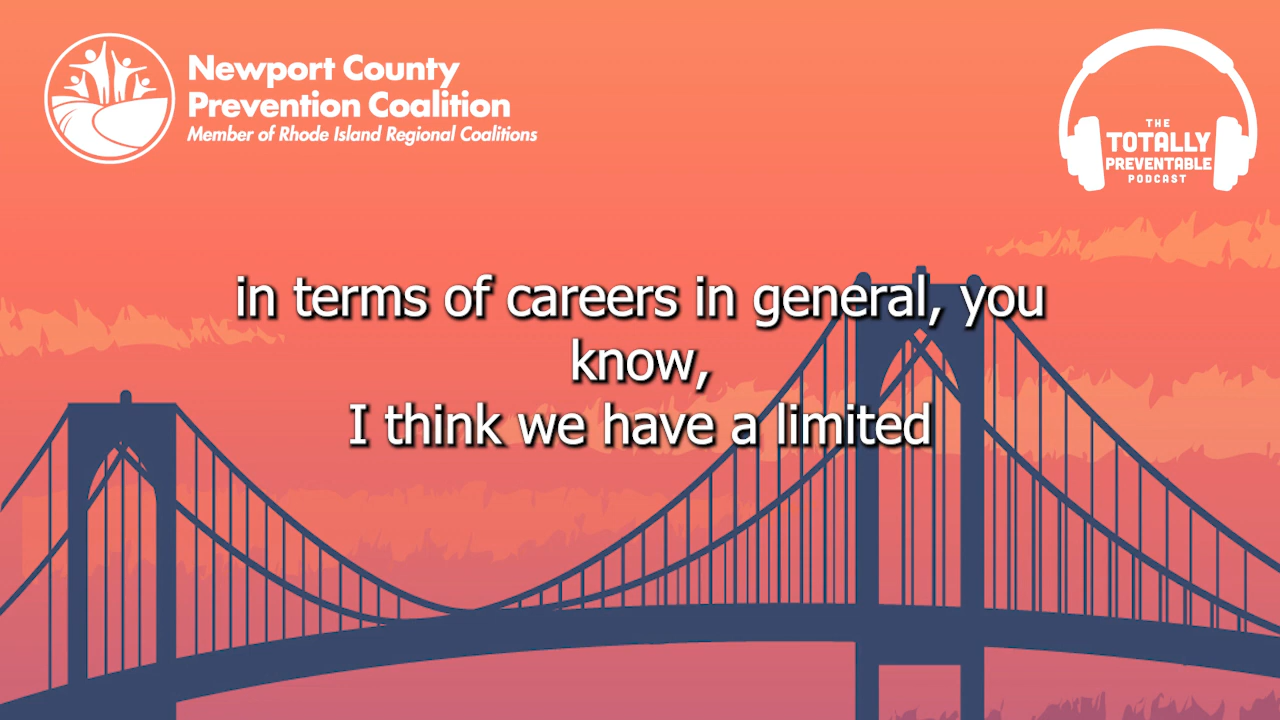 Newport County
Prevention Coalition
Member of Rhode Island Regional Coalitions
THE
TOTALLY
PREVENTABLE
PODCAST
in terms of careers in general, you
know,
I think we have a limited